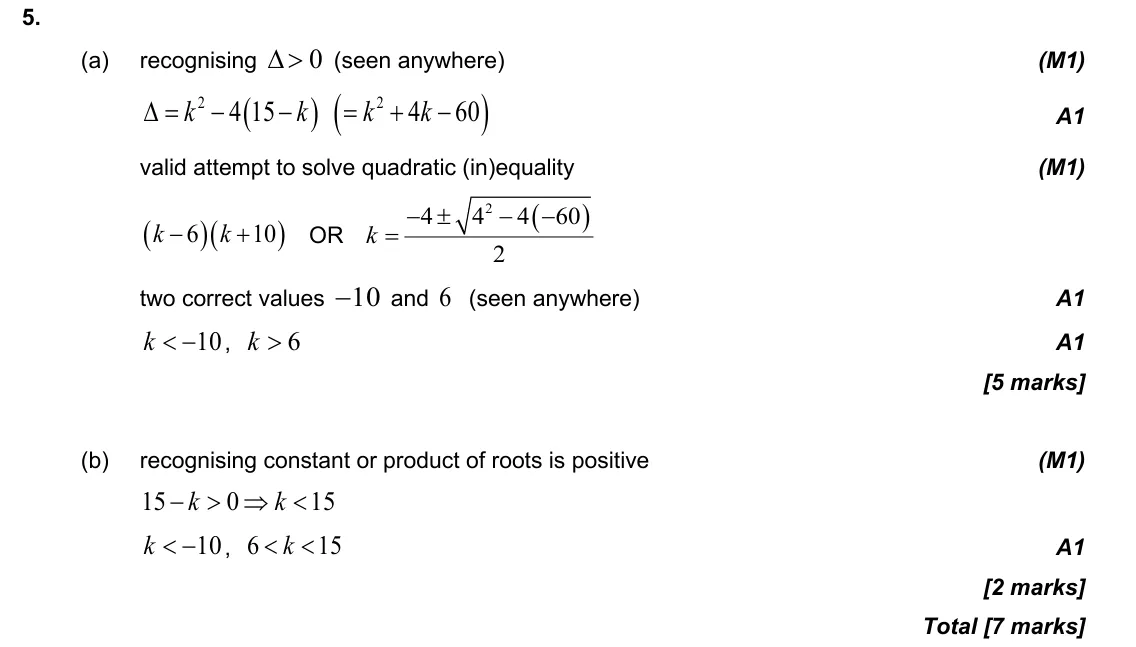 5.
(a) recognising Δ > 0 (seen anywhere) (M1)
Δ = k² − 4(15 − k) (= k² + 4k − 60) A1
valid attempt to solve quadratic (in)equality (M1)
(k − 6)(k + 10) OR k = (−4 ± √(4² − 4(−60))) / 2
two correct values −10 and 6 (seen anywhere) A1
k < −10, k > 6 A1
[5 marks]
(b) recognising constant or product of roots is positive (M1)
15 − k > 0 ⇒ k < 15
k < −10, 6 < k < 15 A1
[2 marks]
Total [7 marks]